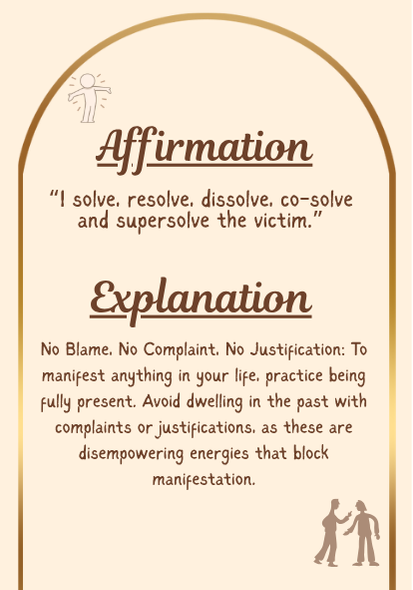 Affirmation
“I solve, resolve, dissolve, co-solve
and supersolve the victim.”
Explanation
No Blame, No Complaint, No Justification: To
manifest anything in your life, practice being
fully present. Avoid dwelling in the past with
complaints or justifications, as these are
disempowering energies that block
manifestation.